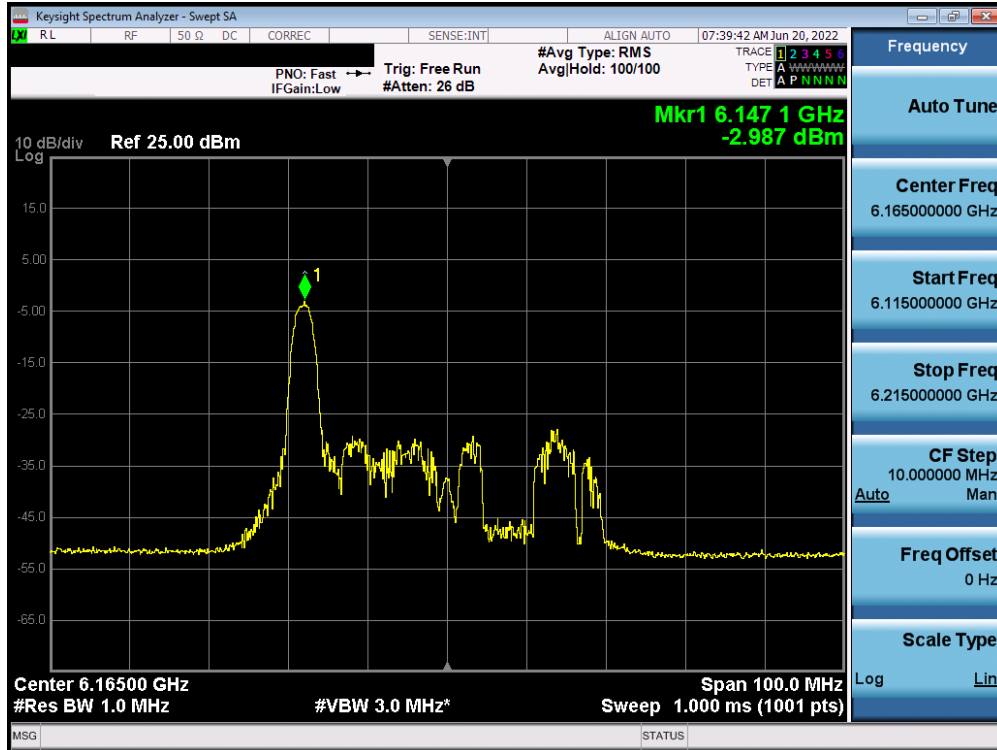 Keysight Spectrum Analyzer - Swept SA
LXI RL RF 50 Ω DC CORREC SENSE:INT ALIGN AUTO 07:39:42 AM Jun 20, 2022
PNO: Fast
IFGain:Low
Trig: Free Run
#Atten: 26 dB
#Avg Type: RMS
Avg|Hold: 100/100
TRACE 1 2 3 4 5 6
TYPE A WWWWW
DET A P N N N N
Mkr1 6.147 1 GHz
-2.987 dBm
10 dB/div
Log
Ref 25.00 dBm
15.0
5.00
-5.00
-15.0
-25.0
-35.0
-45.0
-55.0
-65.0
1
Center 6.16500 GHz
#Res BW 1.0 MHz
#VBW 3.0 MHz*
Span 100.0 MHz
Sweep 1.000 ms (1001 pts)
MSG
STATUS
Frequency
Auto Tune
Center Freq
6.165000000 GHz
Start Freq
6.115000000 GHz
Stop Freq
6.215000000 GHz
CF Step
10.000000 MHz
Auto Man
Freq Offset
0 Hz
Scale Type
Log Lin